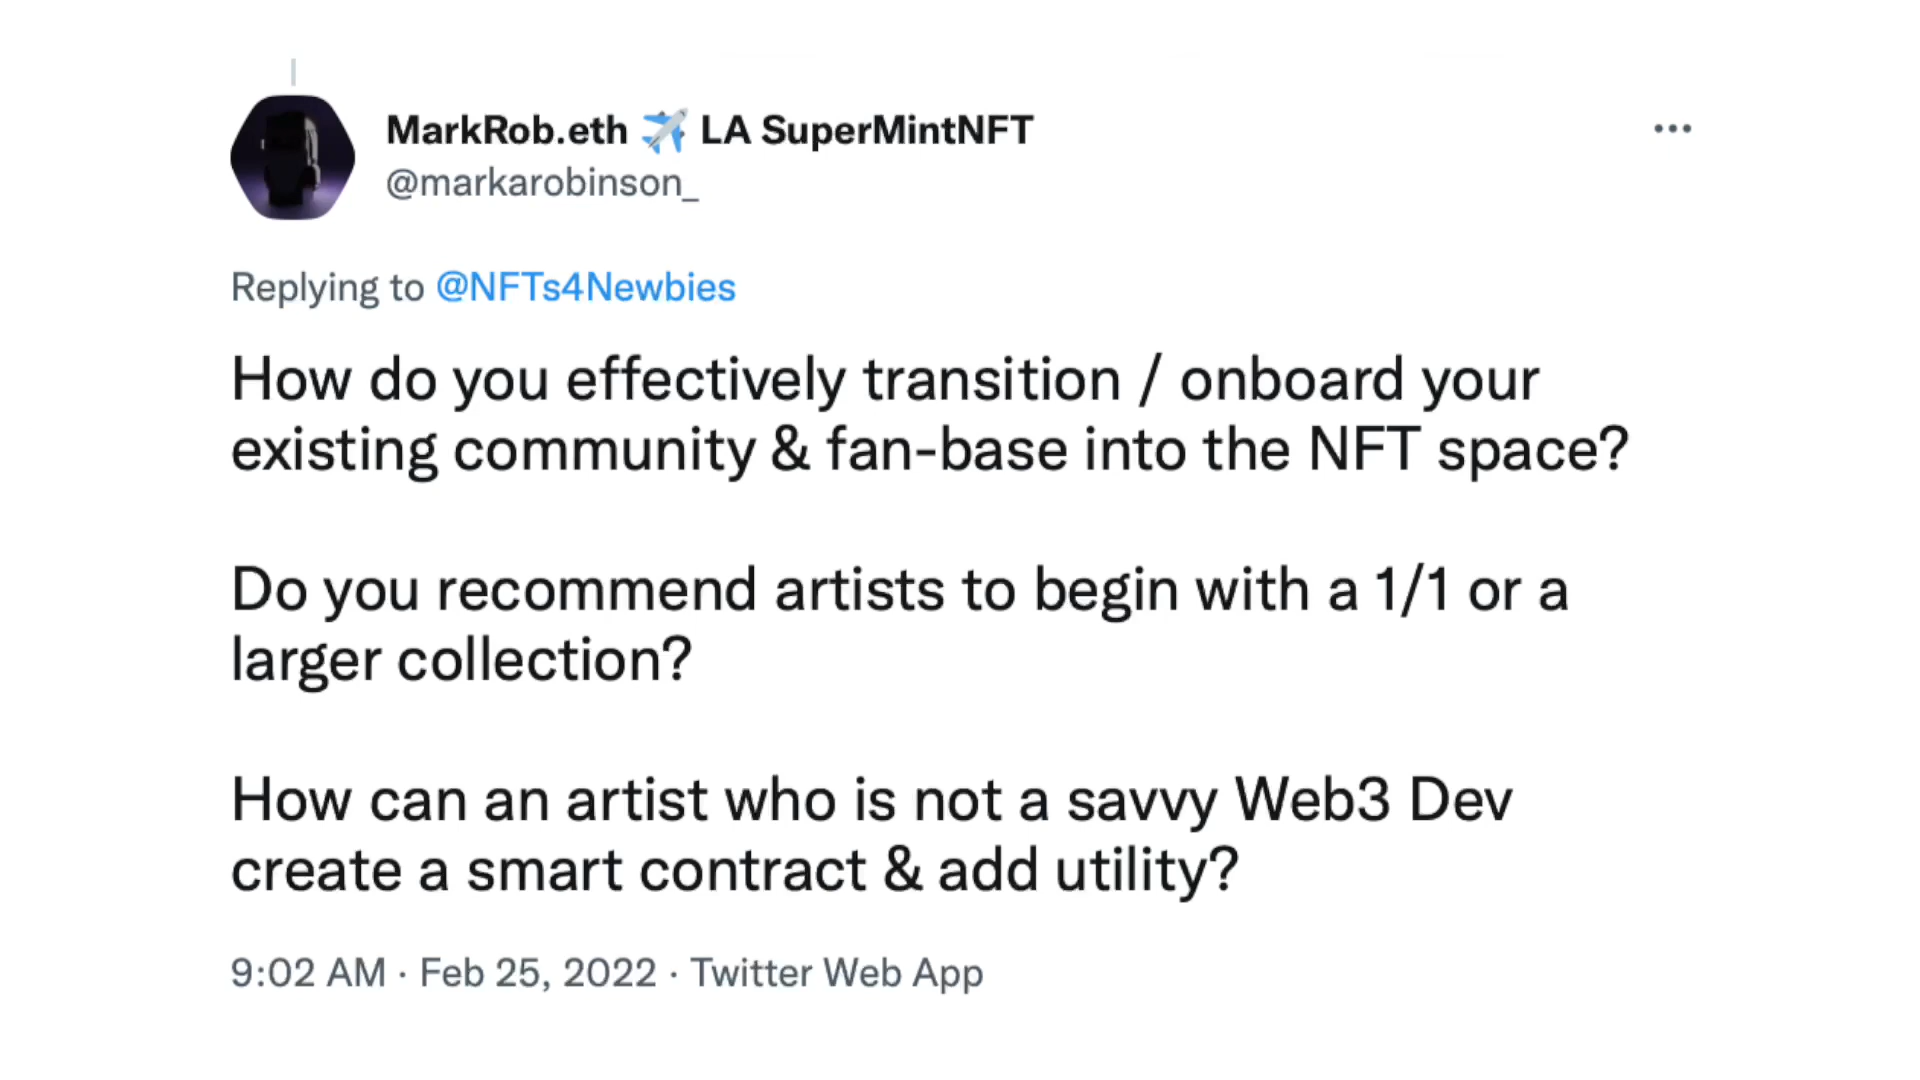 MarkRob.eth ✈️ LA SuperMintNFT
@markarobinson_
Replying to @NFTs4Newbies
How do you effectively transition / onboard your
existing community & fan-base into the NFT space?
Do you recommend artists to begin with a 1/1 or a
larger collection?
How can an artist who is not a savvy Web3 Dev
create a smart contract & add utility?
9:02 AM · Feb 25, 2022 · Twitter Web App